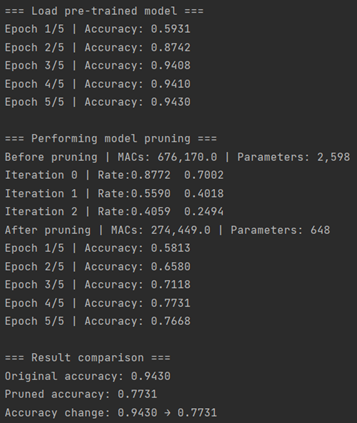 === Load pre-trained model ===
Epoch 1/5 | Accuracy: 0.5931
Epoch 2/5 | Accuracy: 0.8742
Epoch 3/5 | Accuracy: 0.9408
Epoch 4/5 | Accuracy: 0.9410
Epoch 5/5 | Accuracy: 0.9430
=== Performing model pruning ===
Before pruning | MACs: 676,170.0 | Parameters: 2,598
Iteration 0 | Rate:0.8772  0.7002
Iteration 1 | Rate:0.5590  0.4018
Iteration 2 | Rate:0.4059  0.2494
After pruning | MACs: 274,449.0 | Parameters: 648
Epoch 1/5 | Accuracy: 0.5813
Epoch 2/5 | Accuracy: 0.6580
Epoch 3/5 | Accuracy: 0.7118
Epoch 4/5 | Accuracy: 0.7731
Epoch 5/5 | Accuracy: 0.7668
=== Result comparison ===
Original accuracy: 0.9430
Pruned accuracy: 0.7731
Accuracy change: 0.9430 → 0.7731